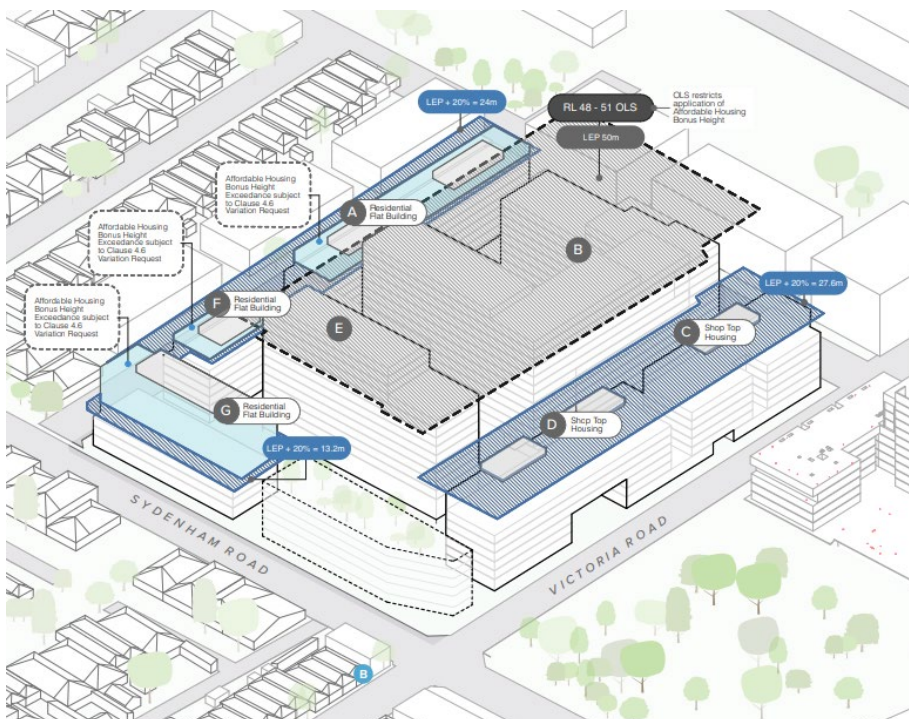 LEP + 20% = 24m
RL 48 - 51 OLS
OLS restricts
application of
Affordable Housing
Bonus Height
LEP 50m
Affordable Housing
Bonus Height
Exceedance subject
to Clause 4.6
Variation Request
A
Residential
Flat Building
Affordable Housing
Bonus Height
Exceedance subject
to Clause 4.6
Variation Request
B
LEP + 20% = 27.6m
Affordable Housing
Bonus Height
Exceedance subject
to Clause 4.6
Variation Request
F
Residential
Flat Building
E
C
Shop Top
Housing
G
Residential
Flat Building
D
Shop Top
Housing
LEP + 20% = 13.2m
SYDENHAM ROAD
VICTORIA ROAD
B